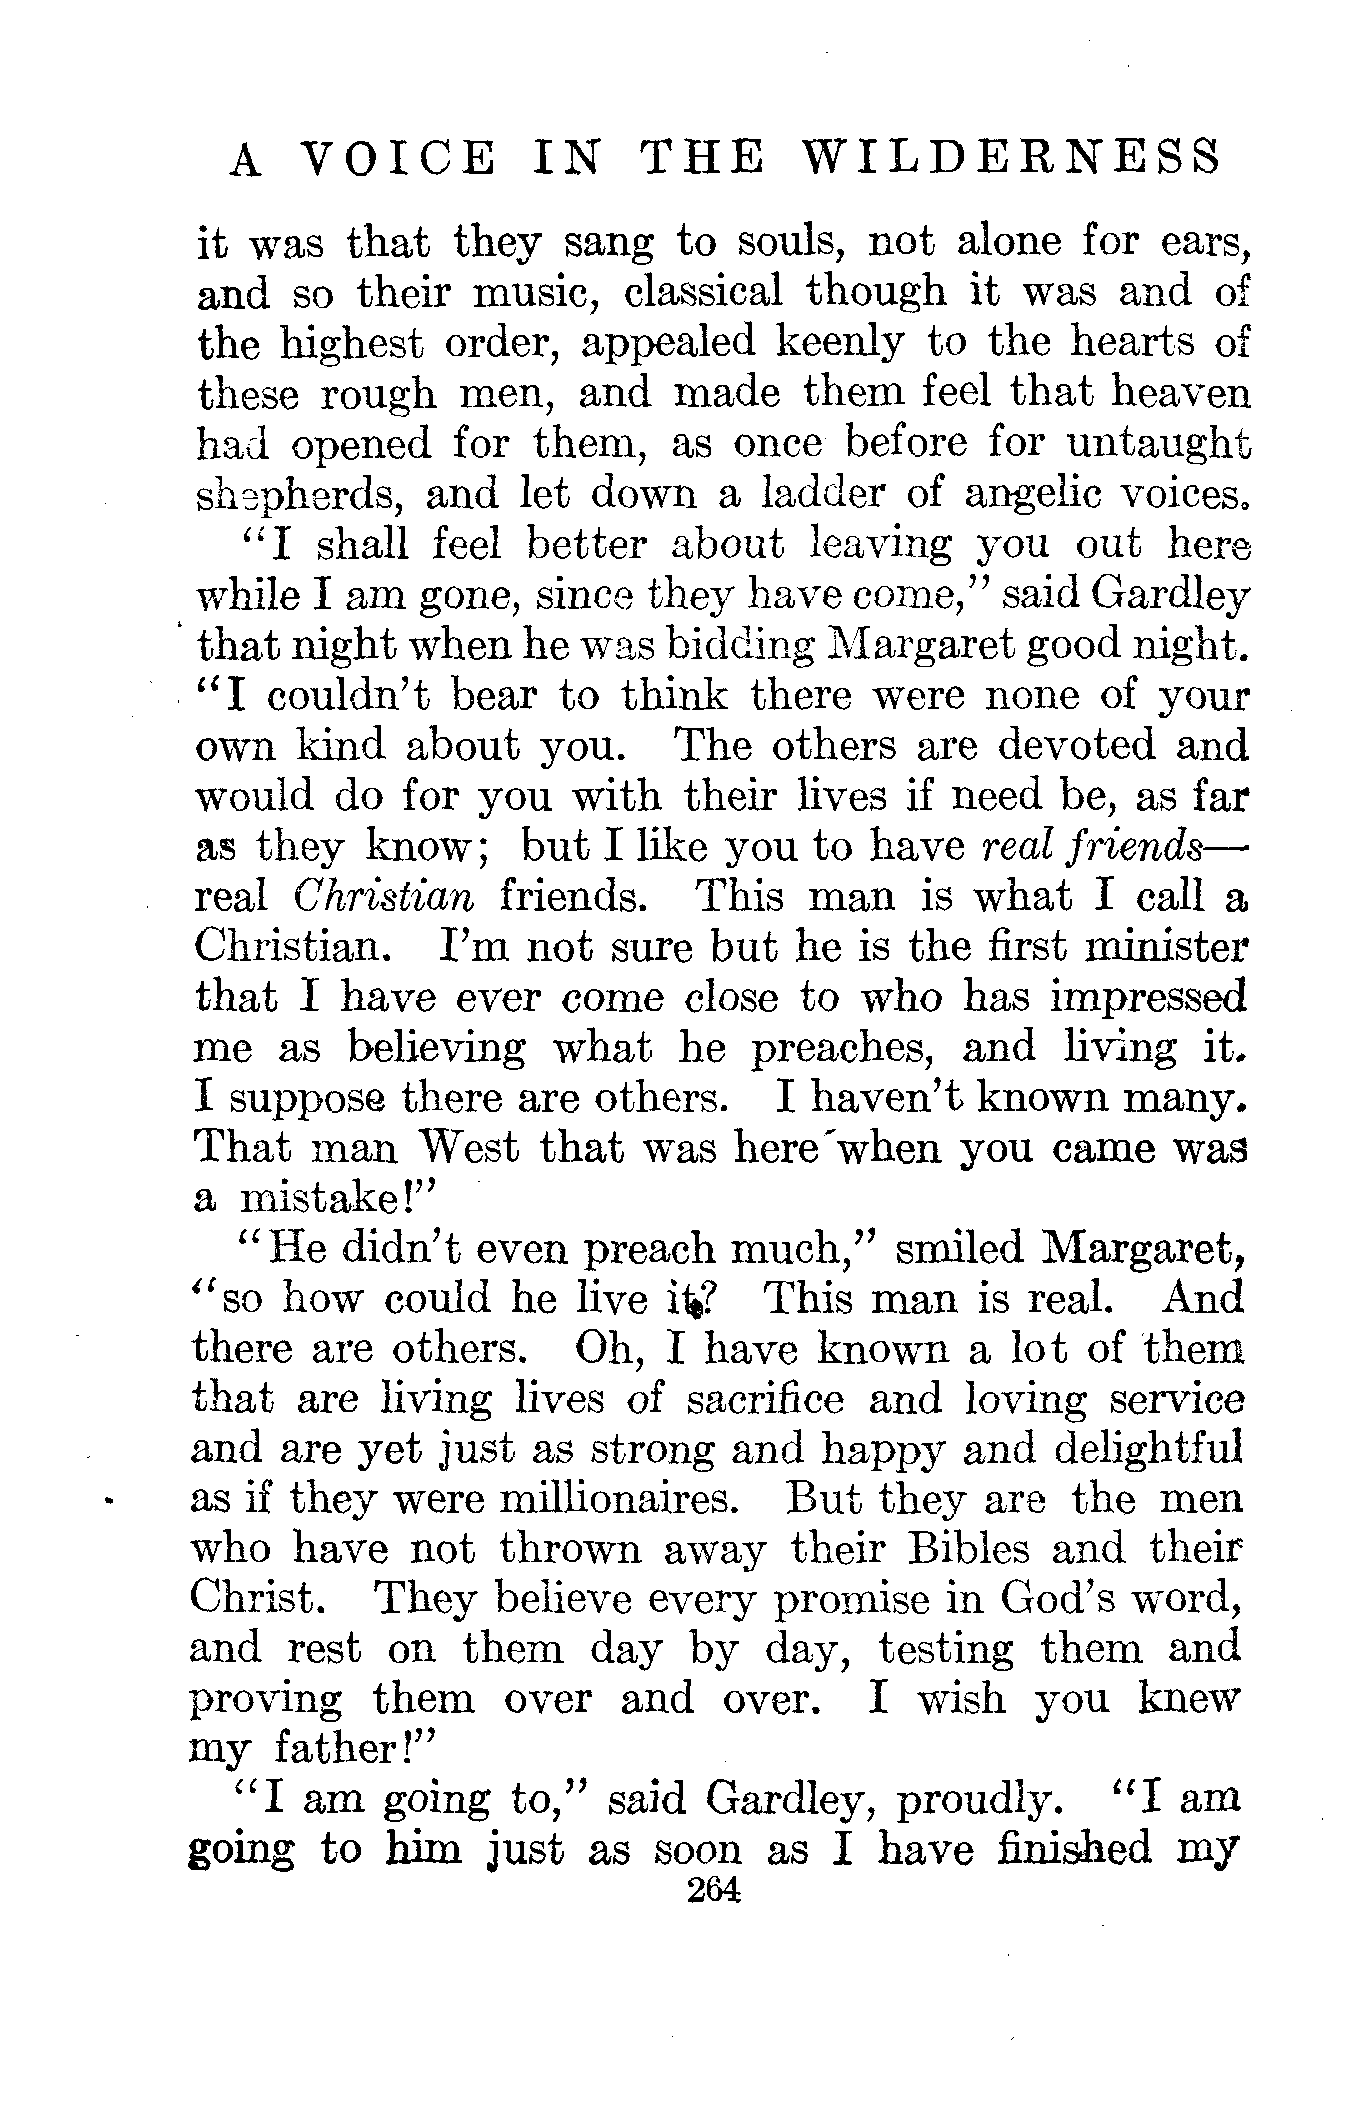 A VOICE IN THE WILDERNESS
it was that they sang to souls, not alone for ears,
and so their music, classical though it was and of
the highest order, appealed keenly to the hearts of
these rough men, and made them feel that heaven
had opened for them, as once before for untaught
shepherds, and let down a ladder of angelic voices.
"I shall feel better about leaving you out here
while I am gone, since they have come," said Gardley
that night when he was bidding Margaret good night.
"I couldn't bear to think there were none of your
own kind about you. The others are devoted and
would do for you with their lives if need be, as far
as they know; but I like you to have real friends—
real Christian friends. This man is what I call a
Christian. I'm not sure but he is the first minister
that I have ever come close to who has impressed
me as believing what he preaches, and living it.
I suppose there are others. I haven't known many.
That man West that was here when you came was
a mistake!"
"He didn't even preach much," smiled Margaret,
"so how could he live it? This man is real. And
there are others. Oh, I have known a lot of them
that are living lives of sacrifice and loving service
and are yet just as strong and happy and delightful
as if they were millionaires. But they are the men
who have not thrown away their Bibles and their
Christ. They believe every promise in God's word,
and rest on them day by day, testing them and
proving them over and over. I wish you knew
my father!"
"I am going to," said Gardley, proudly. "I am
going to him just as soon as I have finished my
264